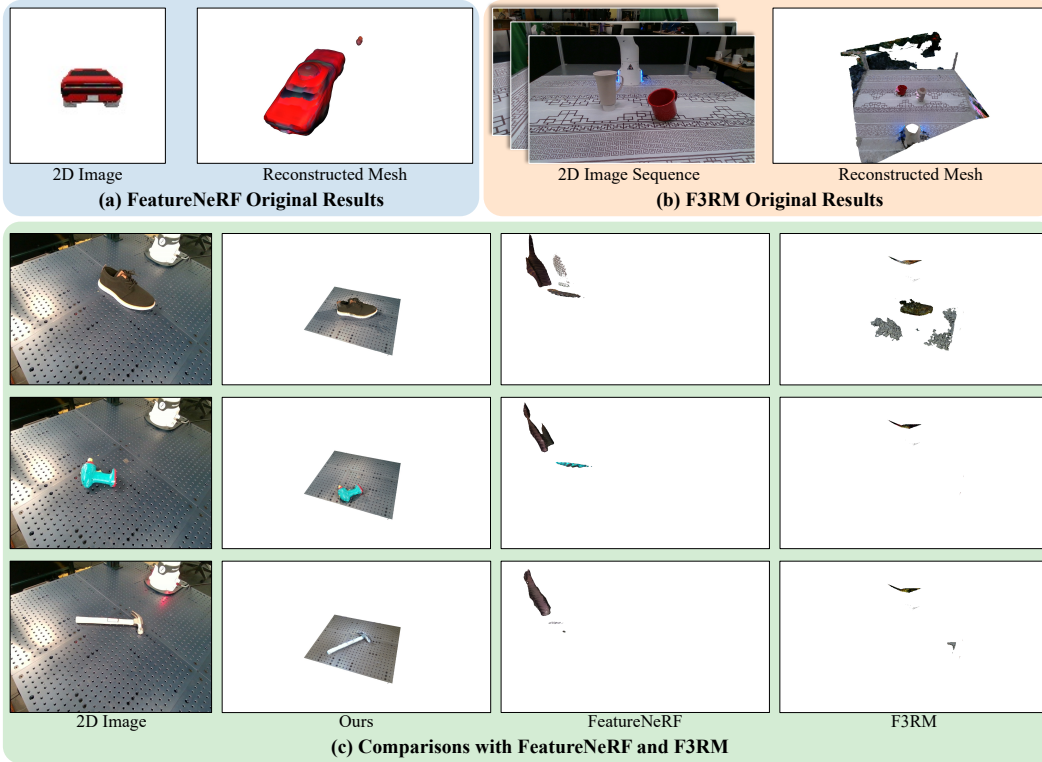 2D Image
Reconstructed Mesh
(a) FeatureNeRF Original Results
2D Image Sequence
Reconstructed Mesh
(b) F3RM Original Results
2D Image
Ours
FeatureNeRF
F3RM
(c) Comparisons with FeatureNeRF and F3RM